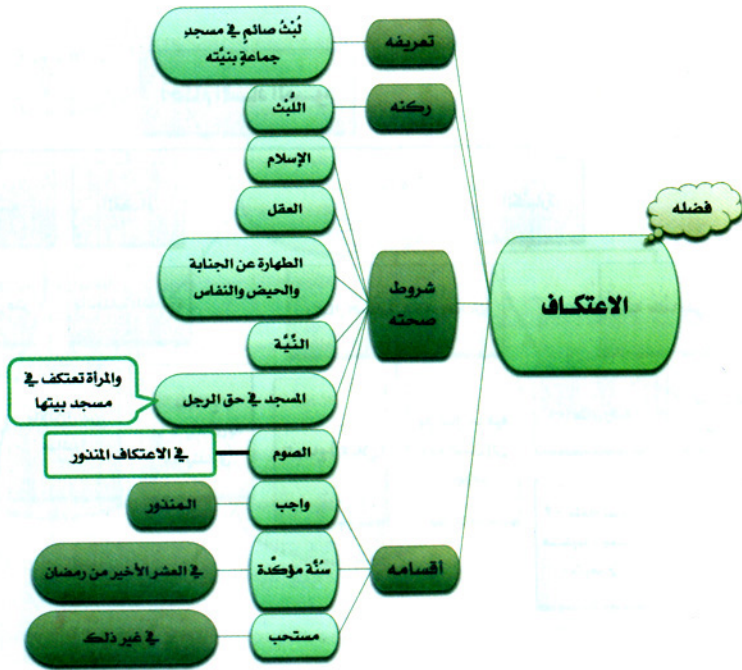 فضله
الاعتكاف
تعريفه
لُبْثُ صائمٍ في مسجدِ
جماعةٍ بنيَّته
ركنه
اللُّبْث
شروط
صحته
الإسلام
العقل
الطهارة عن الجنابة
والحيض والنفاس
النَّيَّة
المسجد في حق الرجل
والمرأة تعتكف في
مسجد بيتها
الصوم
في الاعتكاف المنذور
أقسامه
واجب
المنذور
سُنَّة مؤكَّدة
في العشر الأخير من رمضان
مستحب
في غير ذلك